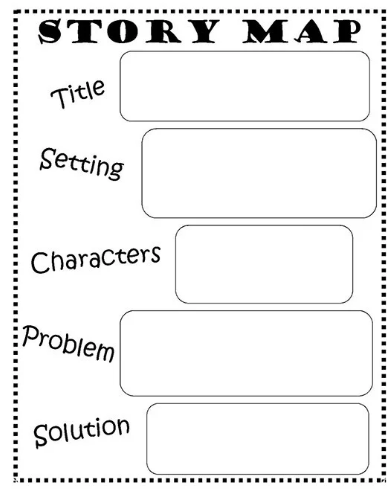 STORY MAP
Title
Setting
Characters
Problem
Solution